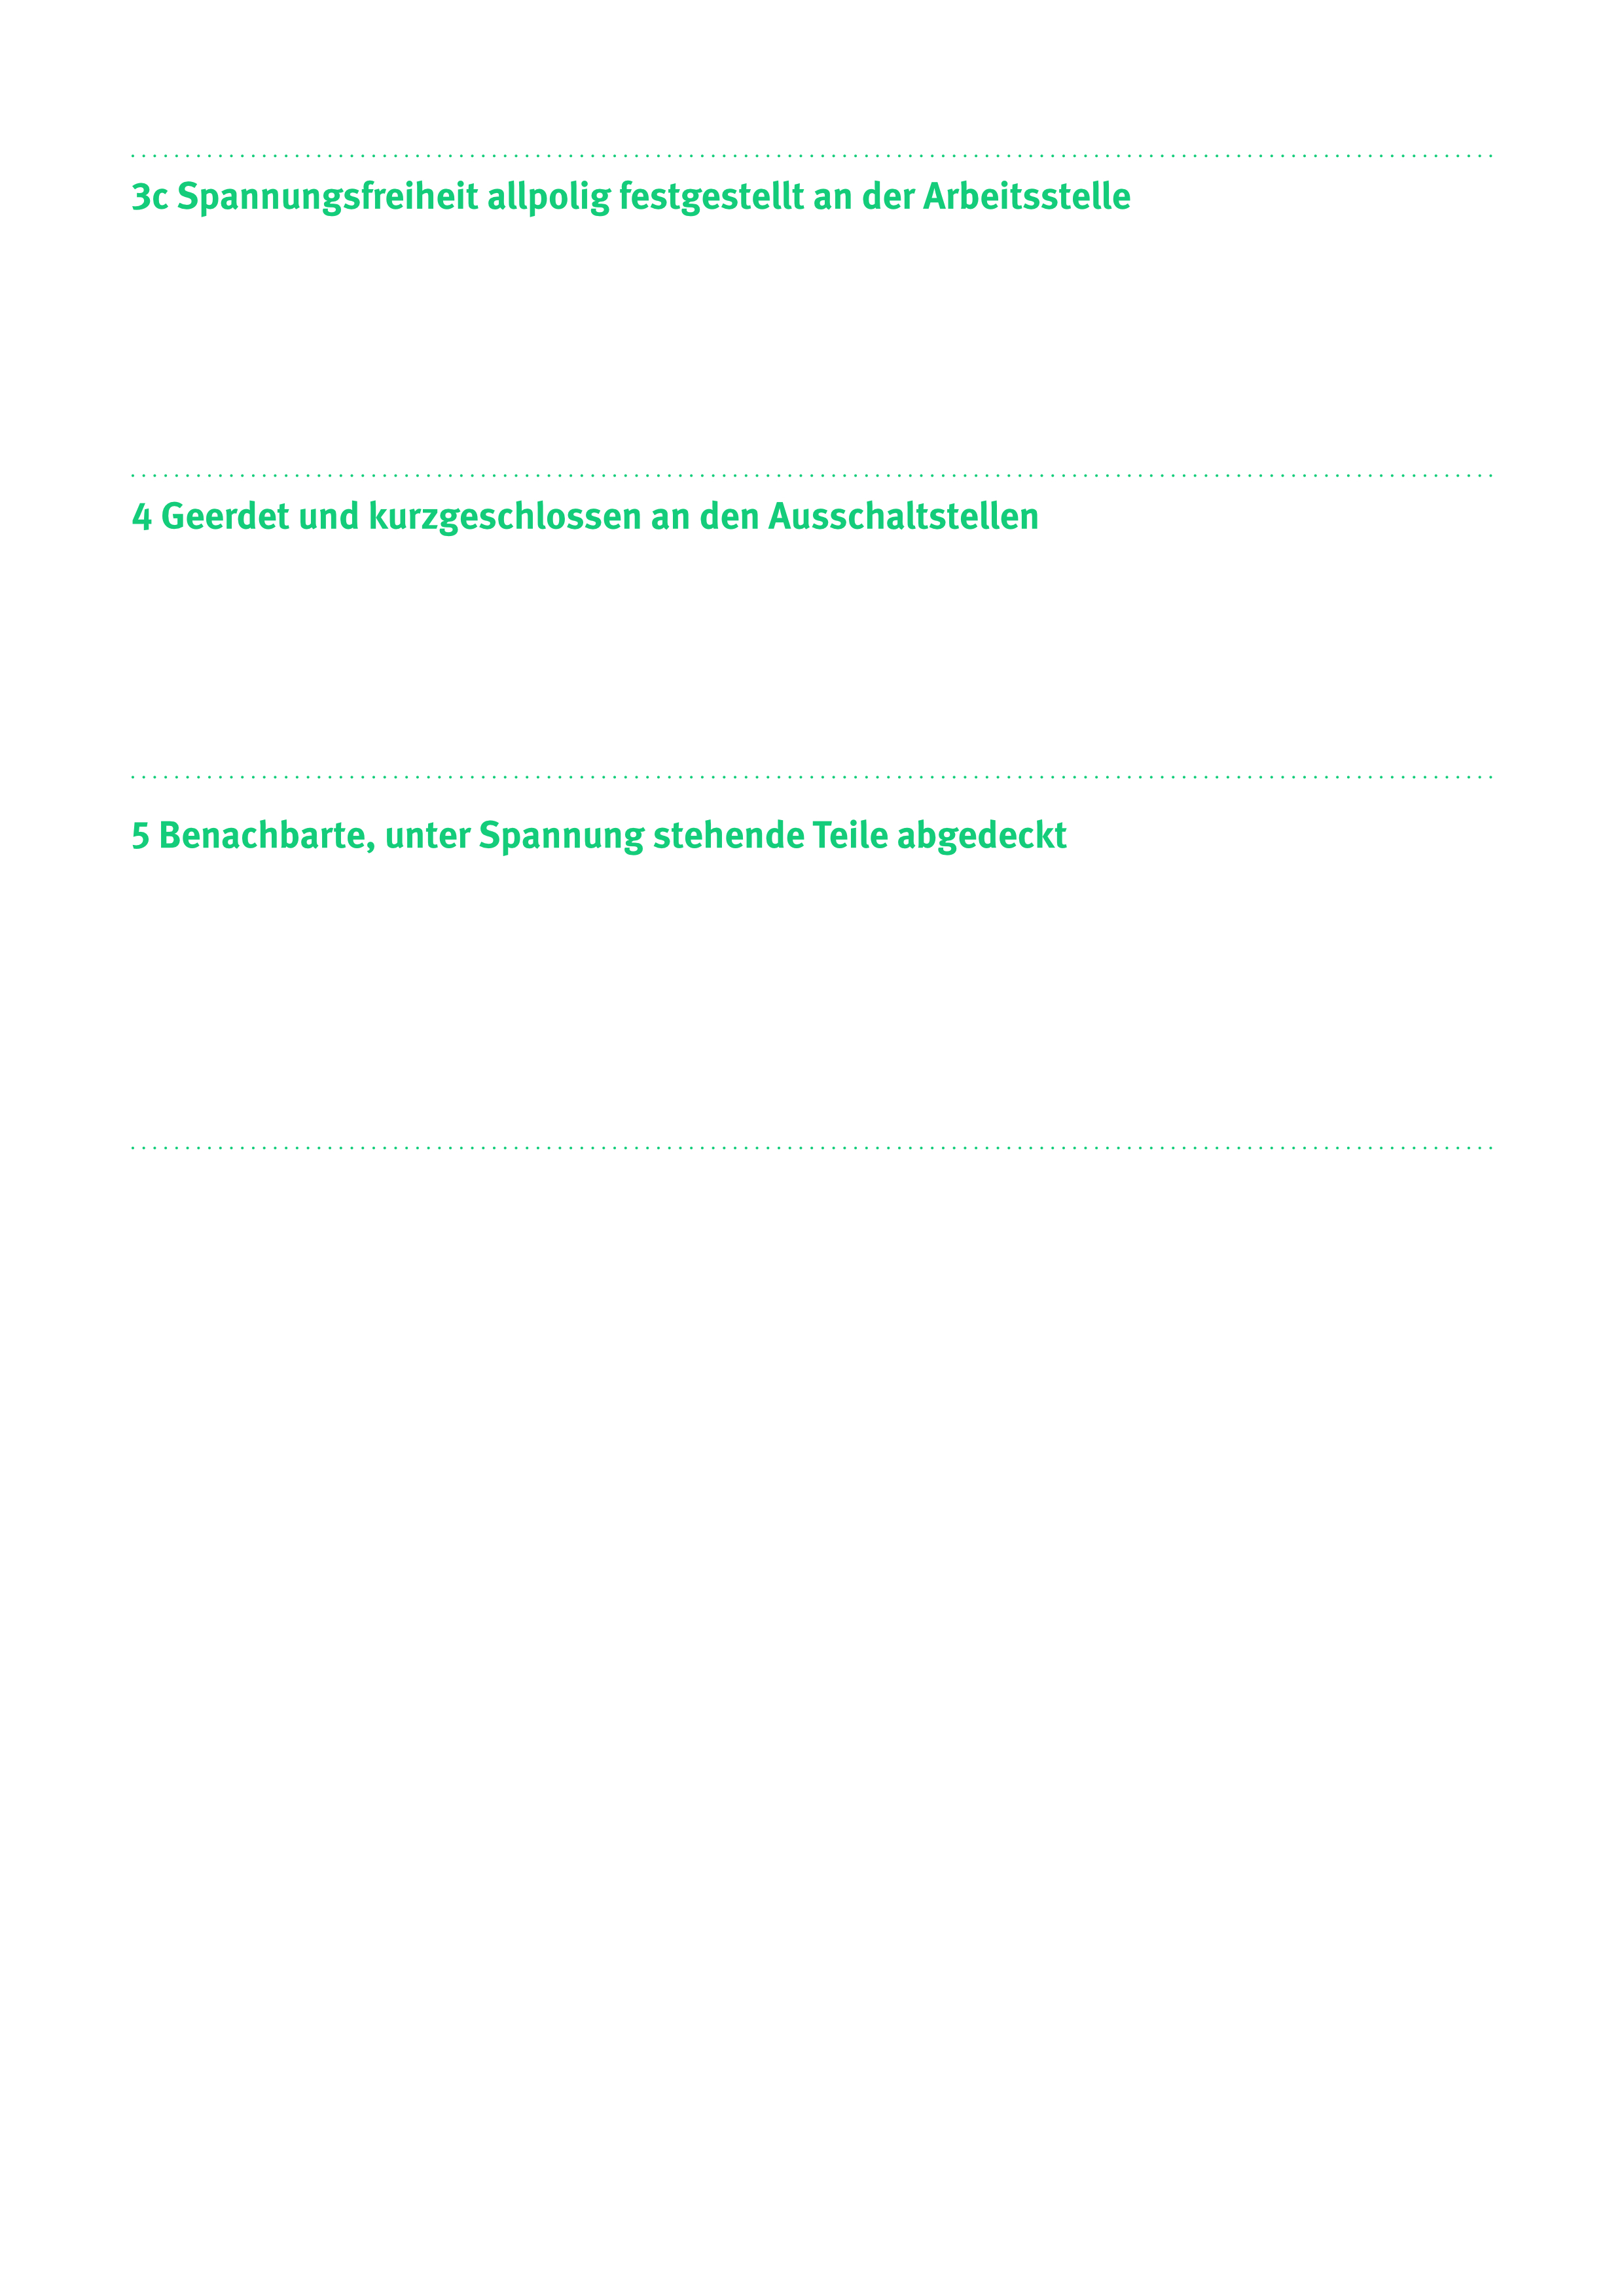 3c Spannungsfreiheit allpolig festgestellt an der Arbeitsstelle
4 Geerdet und kurzgeschlossen an den Ausschaltstellen
5 Benachbarte, unter Spannung stehende Teile abgedeckt